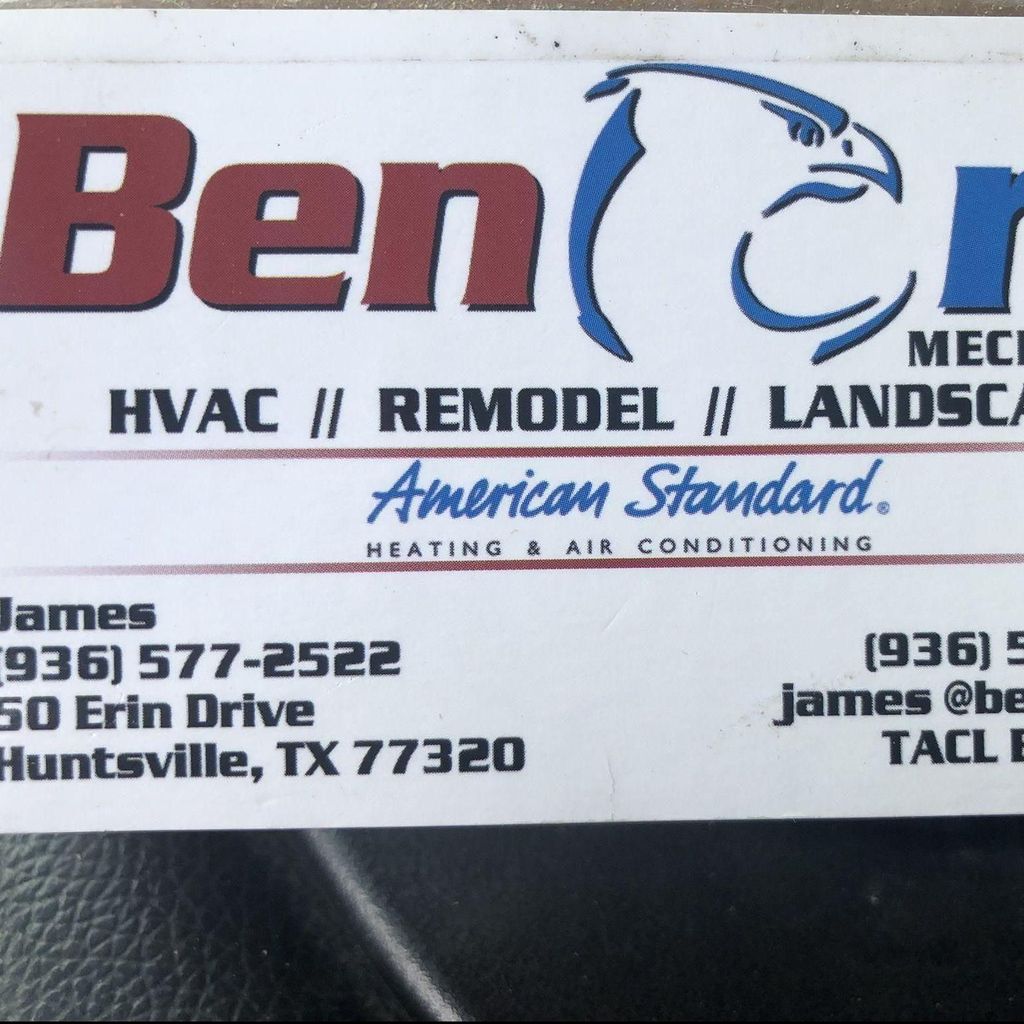 Ben
MEC
HVAC // REMODEL // LANDSCA
American Standard®
HEATING & AIR CONDITIONING
James
(936) 577-2522
50 Erin Drive
Huntsville, TX 77320
(936) 5
james @be
TACL